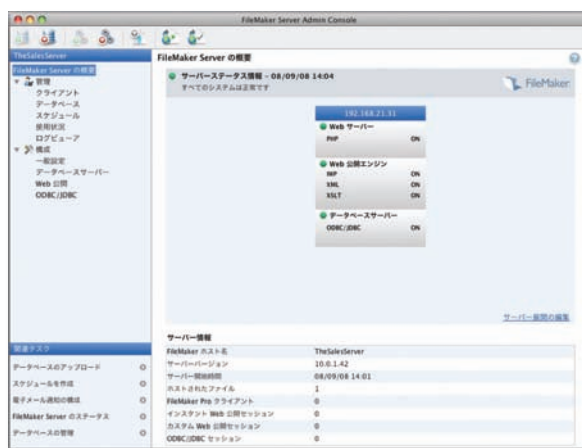 FileMaker Server Admin Console
TheSalesServer
FileMaker Server の概要
管理
クライアント
データベース
スケジュール
使用状況
ログビューア
構成
一般設定
データベースサーバー
Web 公開
ODBC/JDBC
FileMaker Server の概要
サーバーステータス情報 - 08/09/08 14:04
すべてのシステムは正常です
FileMaker
192.168.21.31
Web サーバー
PHP ON
Web 公開エンジン
IWP ON
XML ON
XSLT ON
データベースサーバー
ODBC/JDBC ON
サーバー展開の編集
関連タスク
データベースのアップロード
スケジュールを作成
電子メール通知の構成
FileMaker Server のステータス
データベースの管理
サーバー情報
FileMaker ホスト名 TheSalesServer
サーバーバージョン 10.0.1.42
サーバー開始時間 08/09/08 14:01
ホストされたファイル 1
FileMaker Pro クライアント 0
インスタント Web 公開セッション 0
カスタム Web 公開セッション 0
ODBC/JDBC セッション 0